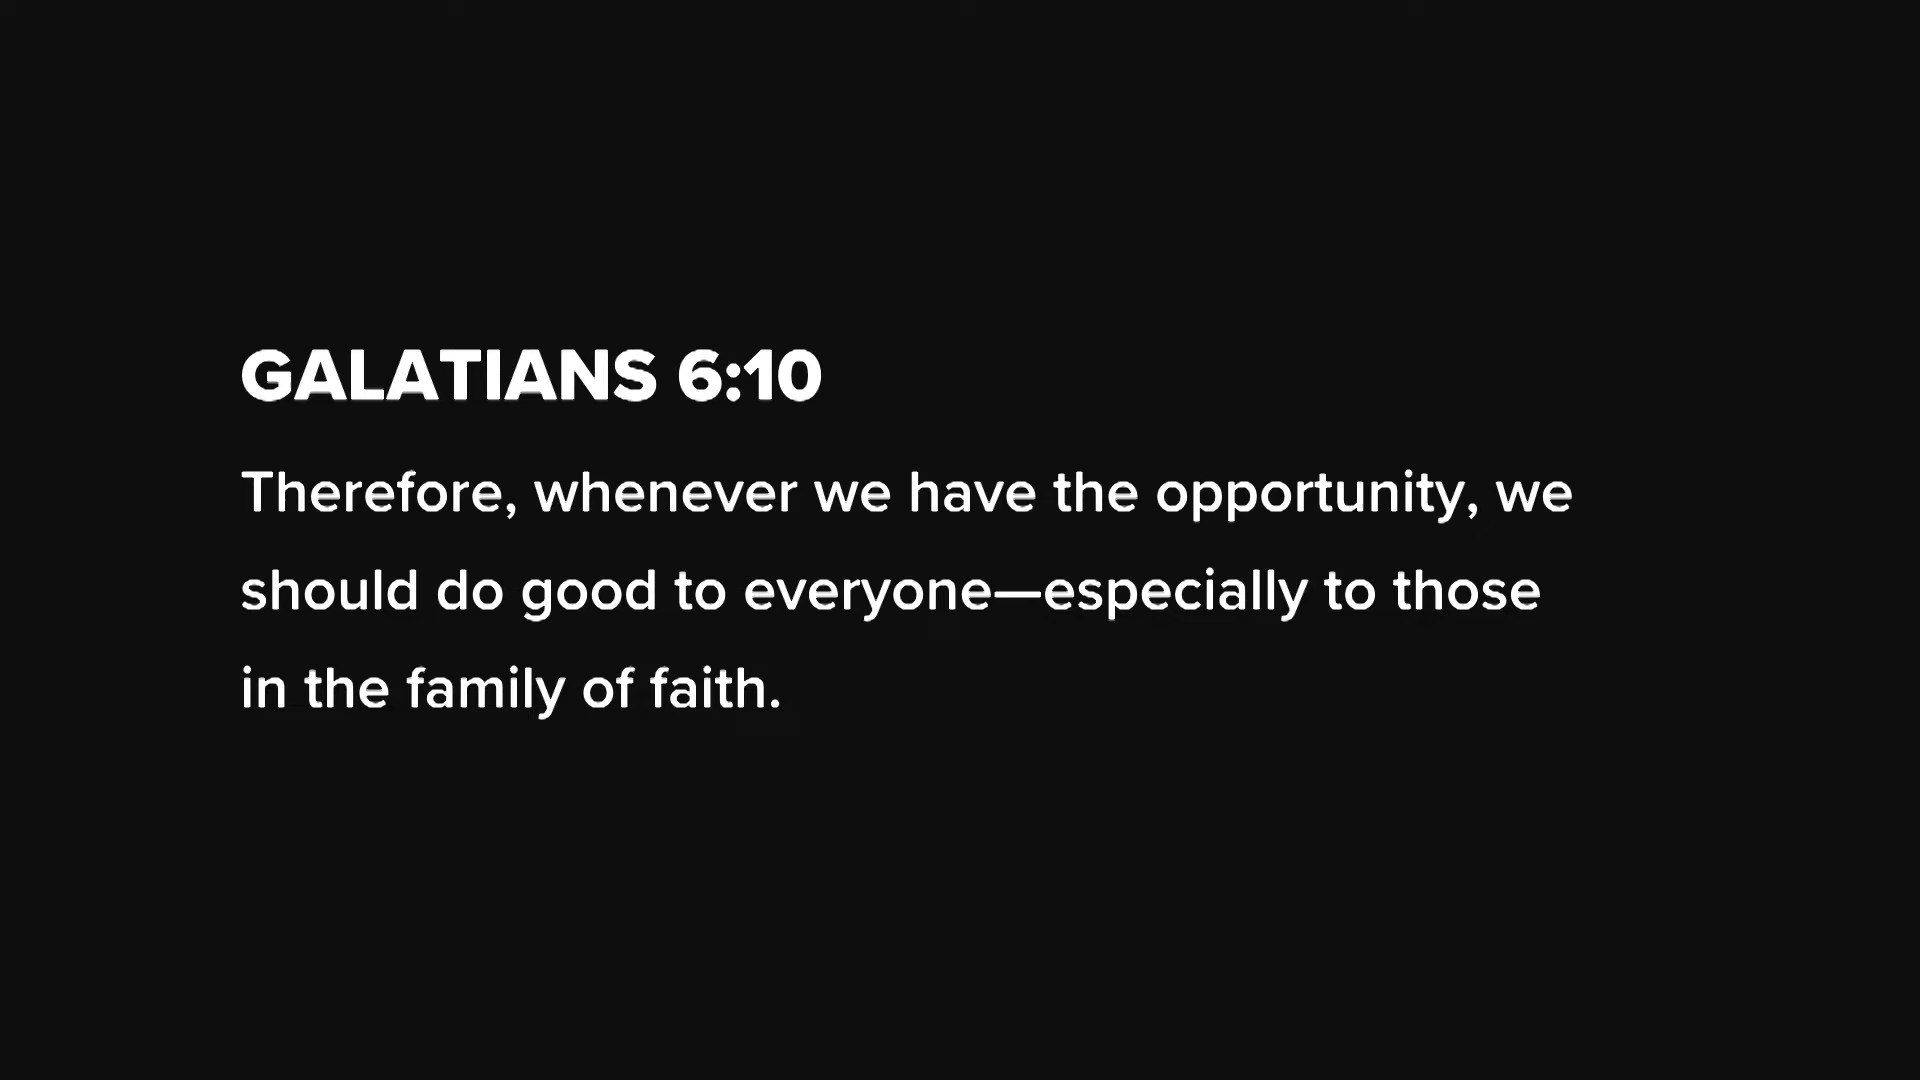 GALATIANS 6:10
Therefore, whenever we have the opportunity, we
should do good to everyone—especially to those
in the family of faith.